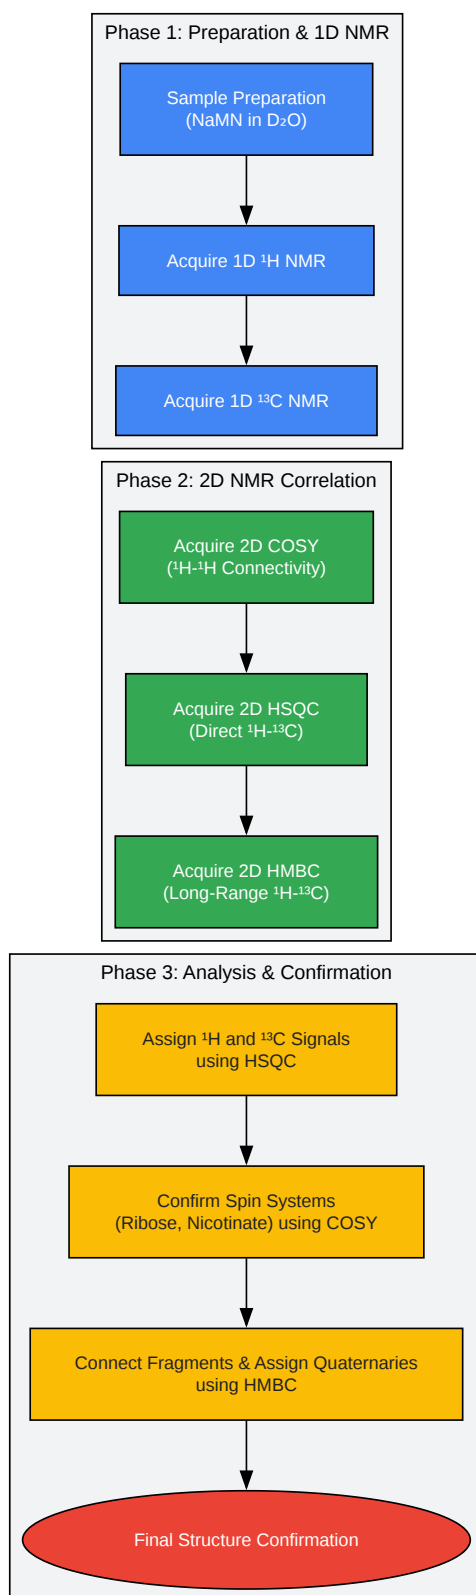 Phase 1: Preparation & 1D NMR
Sample Preparation
(NaMN in D₂O)
Acquire 1D ¹H NMR
Acquire 1D ¹³C NMR
Phase 2: 2D NMR Correlation
Acquire 2D COSY
(¹H-¹H Connectivity)
Acquire 2D HSQC
(Direct ¹H-¹³C)
Acquire 2D HMBC
(Long-Range ¹H-¹³C)
Phase 3: Analysis & Confirmation
Assign ¹H and ¹³C Signals
using HSQC
Confirm Spin Systems
(Ribose, Nicotinate) using COSY
Connect Fragments & Assign Quaternaries
using HMBC
Final Structure Confirmation